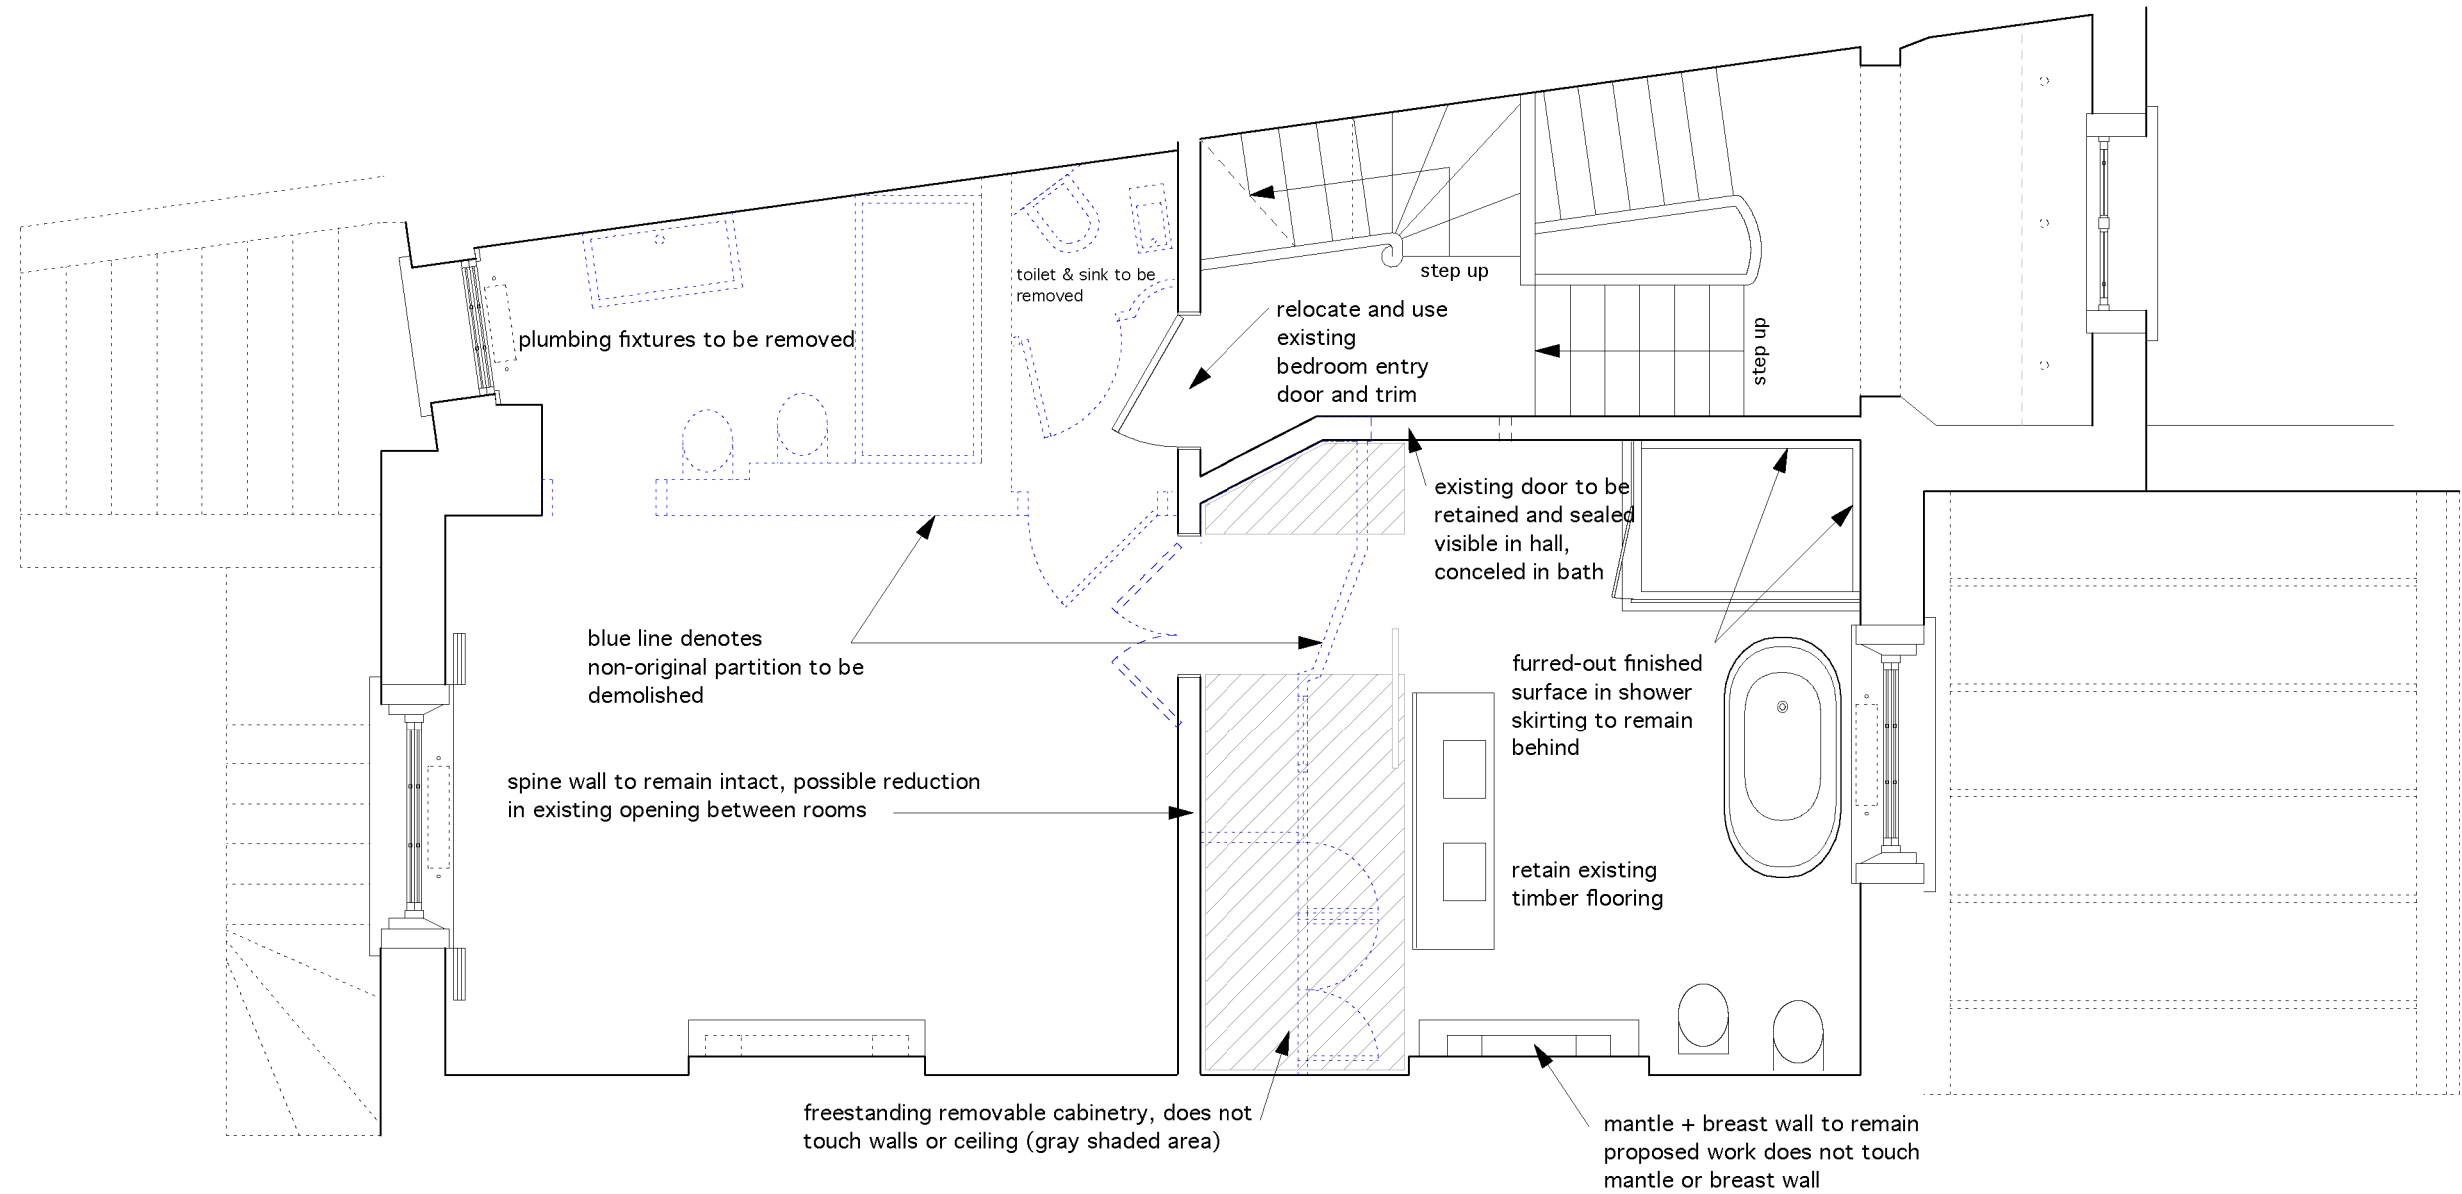 toilet & sink to be
removed
step up
plumbing fixtures to be removed
relocate and use
existing
bedroom entry
door and trim
step up
existing door to be
retained and sealed
visible in hall,
conceled in bath
blue line denotes
non-original partition to be
demolished
furred-out finished
surface in shower
skirting to remain
behind
spine wall to remain intact, possible reduction
in existing opening between rooms
retain existing
timber flooring
freestanding removable cabinetry, does not
touch walls or ceiling (gray shaded area)
mantle + breast wall to remain
proposed work does not touch
mantle or breast wall